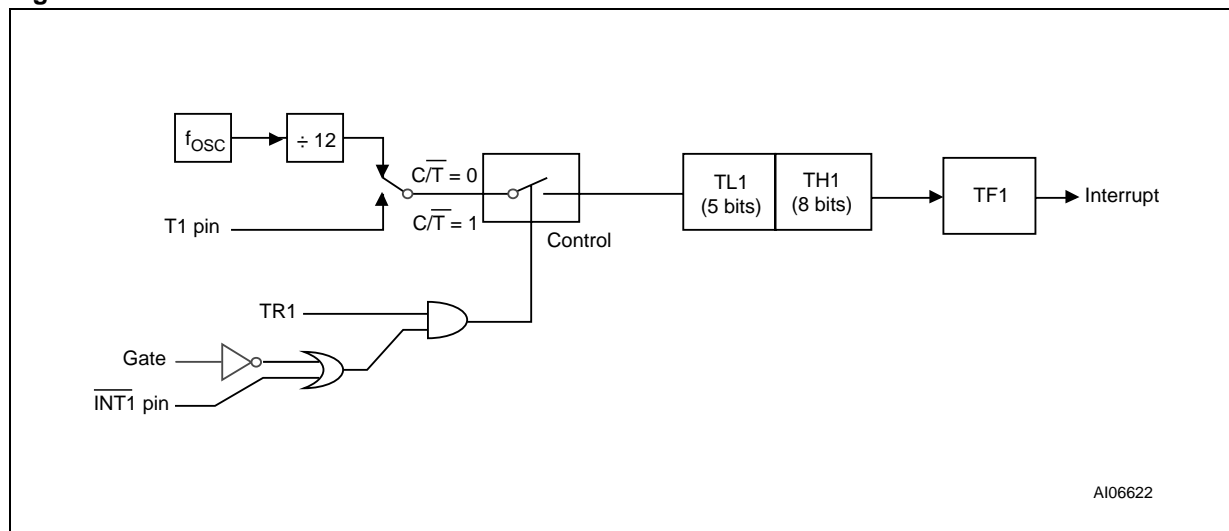 f_OSC
÷ 12
C/T̅ = 0
C/T̅ = 1
T1 pin
Control
TL1
(5 bits)
TH1
(8 bits)
TF1
Interrupt
TR1
Gate
I̅N̅T̅1̅ pin
AI06622